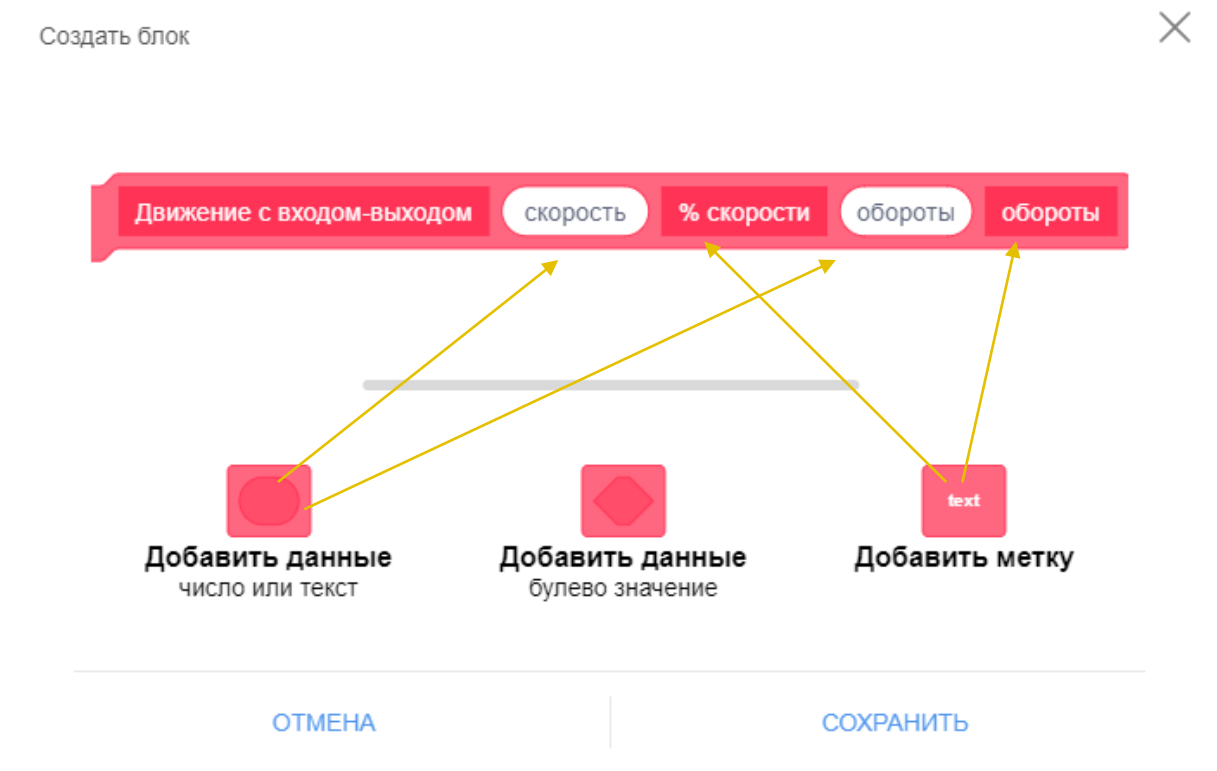 Создать блок
Движение с входом-выходом скорость % скорости обороты обороты
text
Добавить данные Добавить данные Добавить метку
число или текст булево значение
ОТМЕНА СОХРАНИТЬ